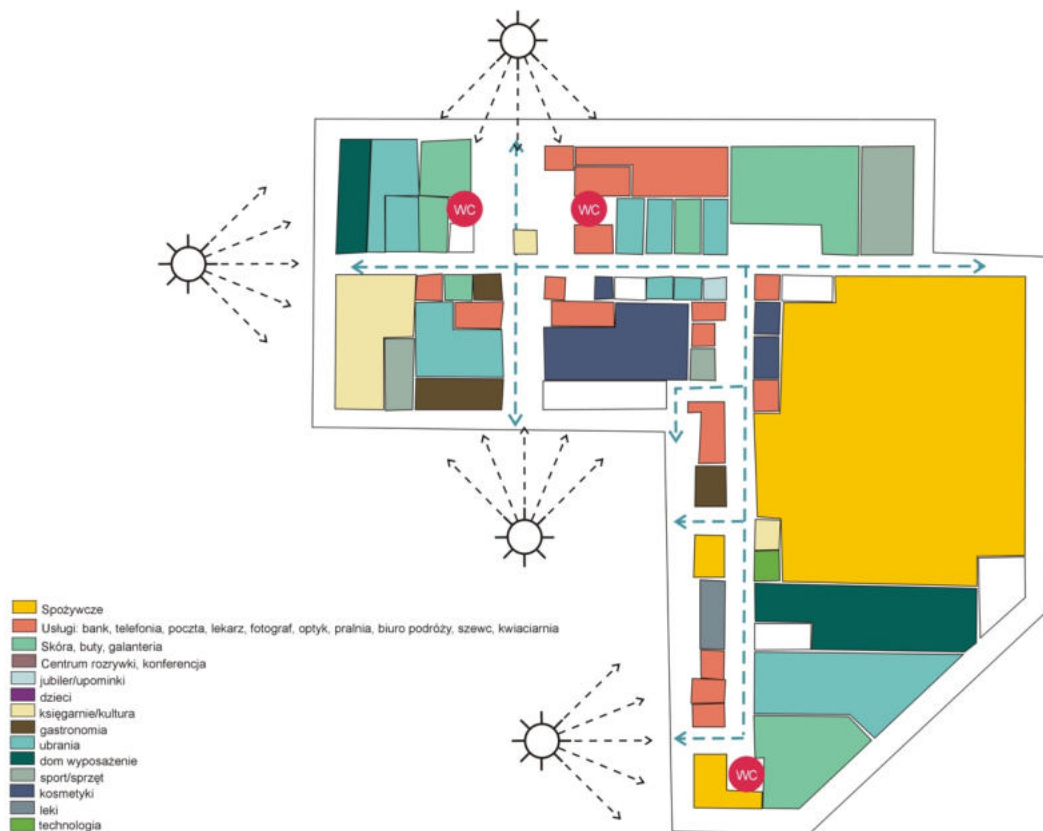 WC
WC
Spożywcze
Usługi: bank, telefonia, poczta, lekarz, fotograf, optyk, pralnia, biuro podróży, szewc, kwiaciarnia
Skóra, buty, galanteria
Centrum rozrywki, konferencja
jubiler/upominki
dzieci
księgarnie/kultura
gastronomia
ubrania
dom wyposażenie
sport/sprzęt
kosmetyki
leki
technologia
WC